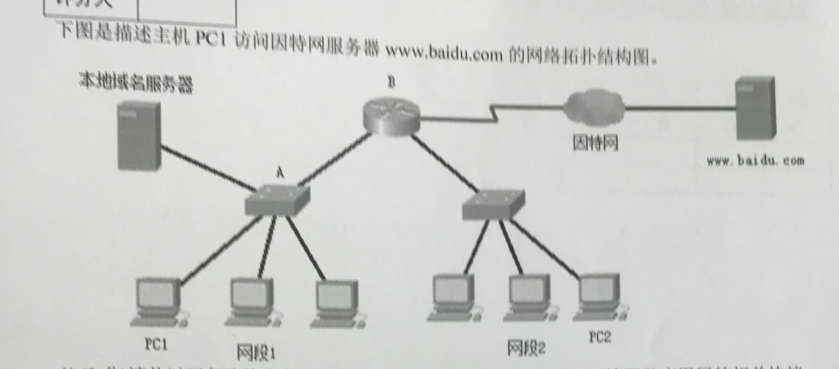 下图是描述主机 PC1 访问因特网服务器 www.baidu.com 的网络拓扑结构图。
本地域名服务器
B
因特网
www.baidu.com
A
PC1
网段1
网段2
PC2